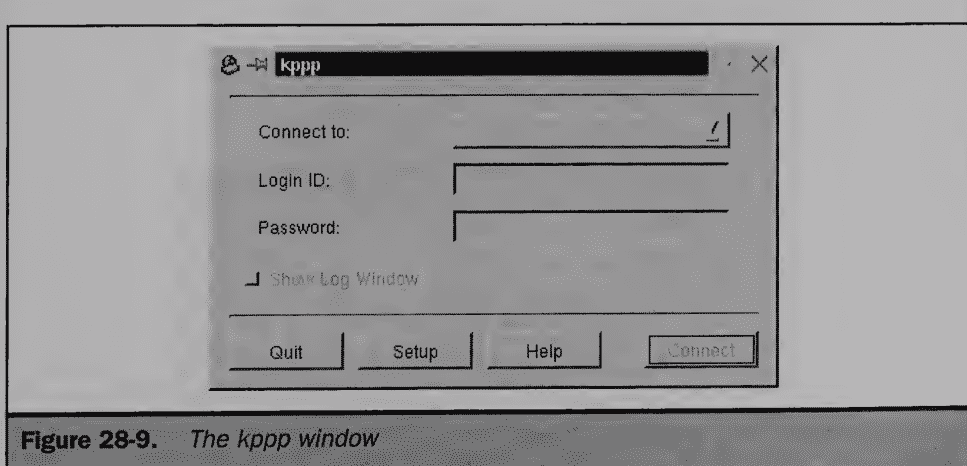 kppp
Connect to:
Login ID:
Password:
Show Log Window
Quit Setup Help Connect
Figure 28-9. The kppp window